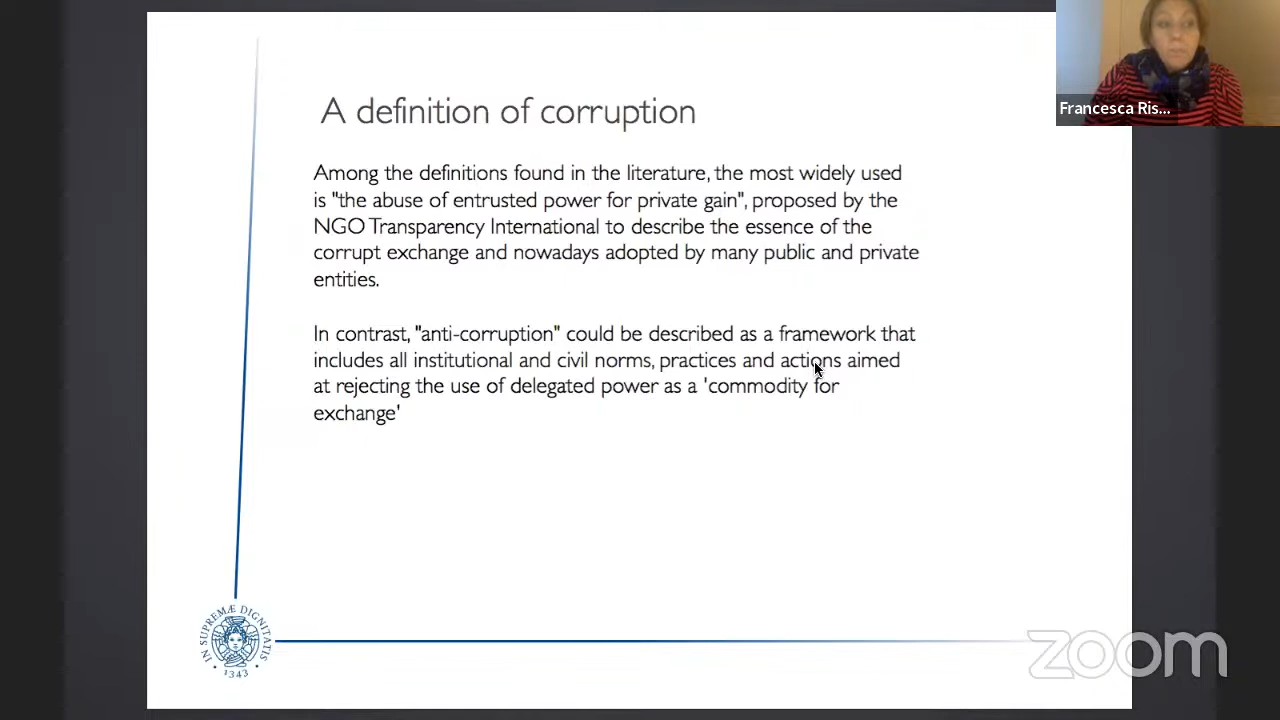 A definition of corruption
Among the definitions found in the literature, the most widely used
is "the abuse of entrusted power for private gain", proposed by the
NGO Transparency International to describe the essence of the
corrupt exchange and nowadays adopted by many public and private
entities.
In contrast, "anti-corruption" could be described as a framework that
includes all institutional and civil norms, practices and actions aimed
at rejecting the use of delegated power as a 'commodity for
exchange'
Francesca Ris...
IN SUPREMÆ DIGNITATIS
1343
zoom